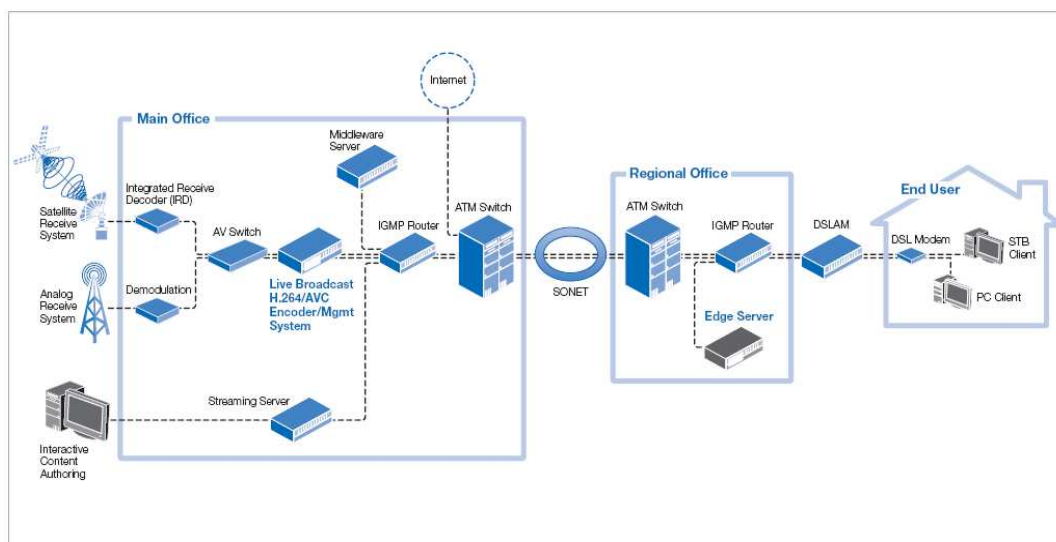 Internet
Main Office
Middleware
Server
Integrated Receive
Decoder (IRD)
Satellite
Receive
System
AV Switch
IGMP Router
ATM Switch
Live Broadcast
H.264/AVC
Encoder/Mgmt
System
Analog
Receive
System
Demodulation
Streaming Server
Interactive
Content
Authoring
SONET
Regional Office
ATM Switch
IGMP Router
Edge Server
DSLAM
End User
DSL Modem
STB
Client
PC Client